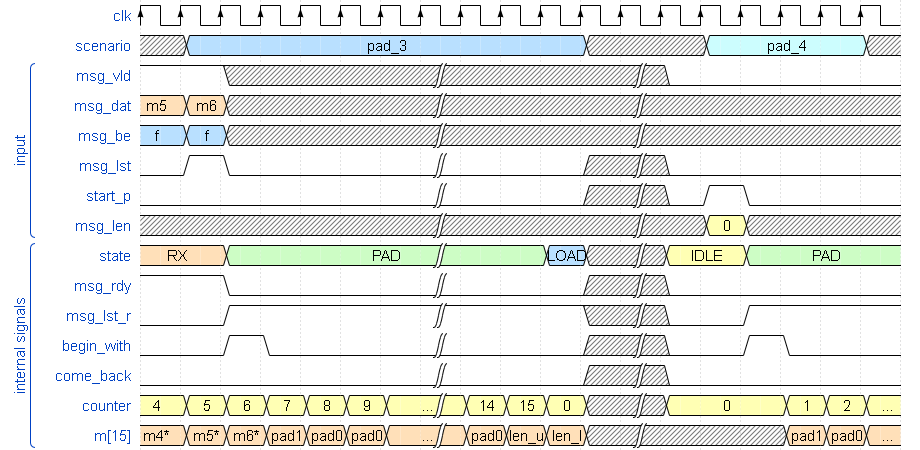 clk
scenario pad_3 pad_4
input
msg_vld
msg_dat m5 m6
msg_be f f
msg_lst
start_p
msg_len 0
internal signals
state RX PAD LOAD IDLE PAD
msg_rdy
msg_lst_r
begin_with
come_back
counter 4 5 6 7 8 9 ... 14 15 0 0 1 2 ...
m[15] m4* m5* m6* pad1 pad0 pad0 ... pad0 len_u len_l pad1 pad0 ...